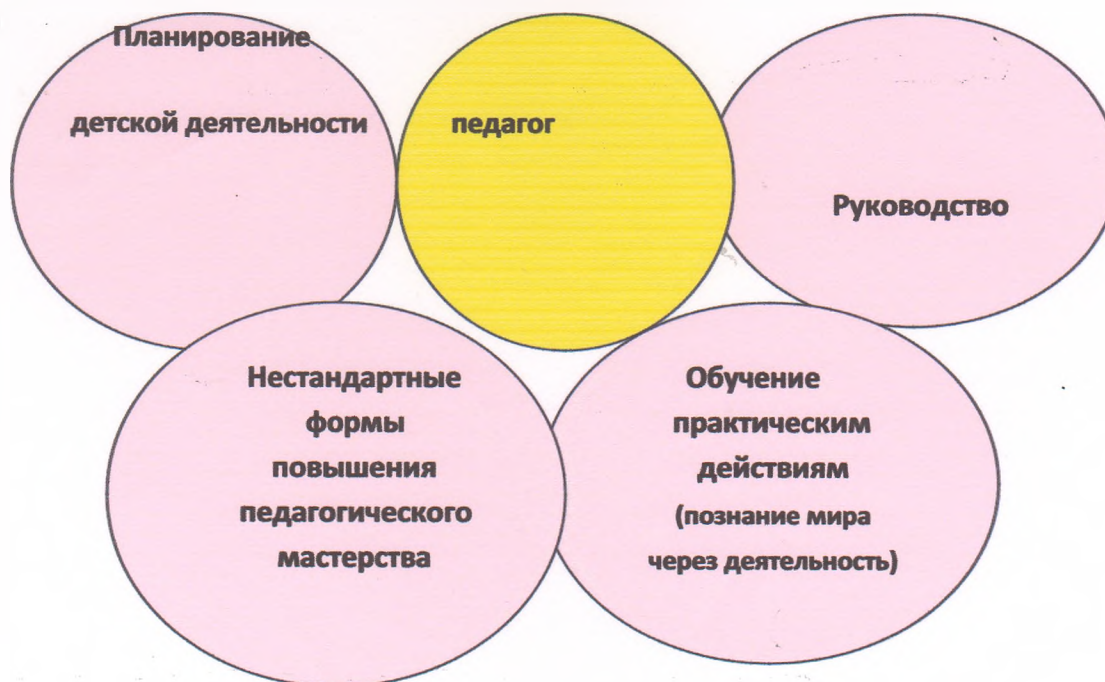 Планирование
детской деятельности
педагог
Руководство
Нестандартные
формы
повышения
педагогического
мастерства
Обучение
практическим
действиям
(познание мира
через деятельность)